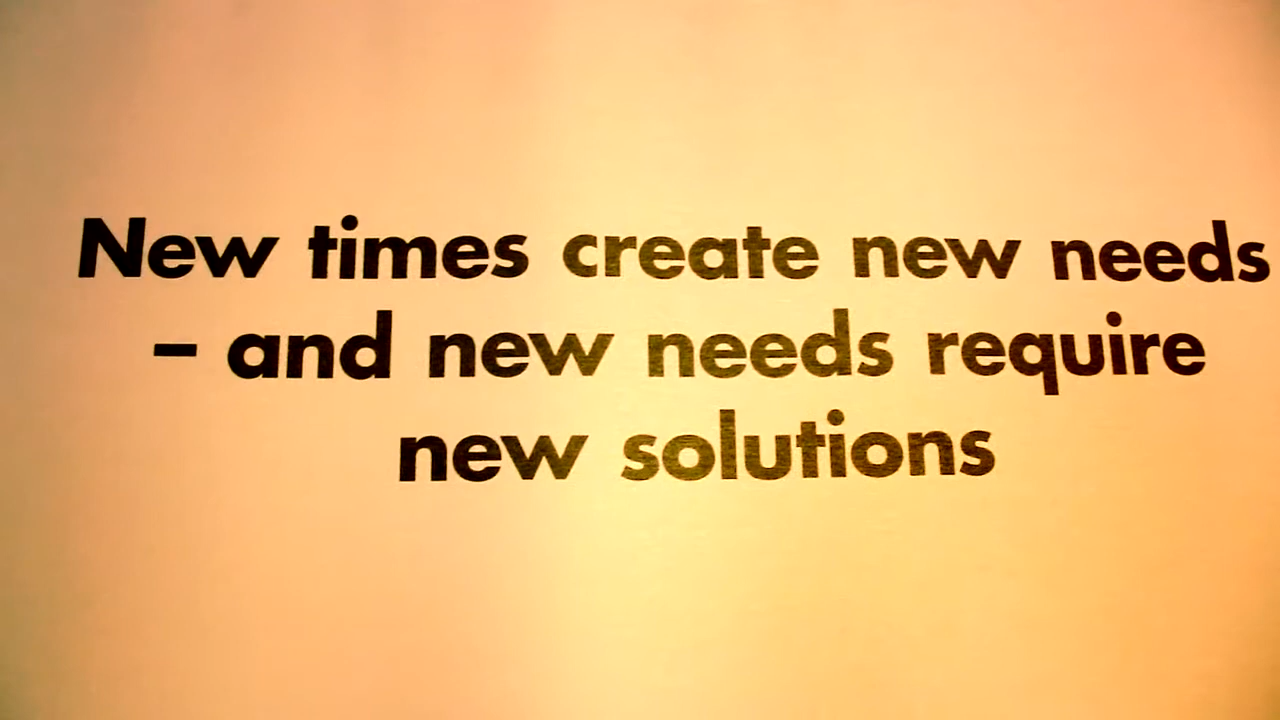 New times create new needs
– and new needs require
new solutions